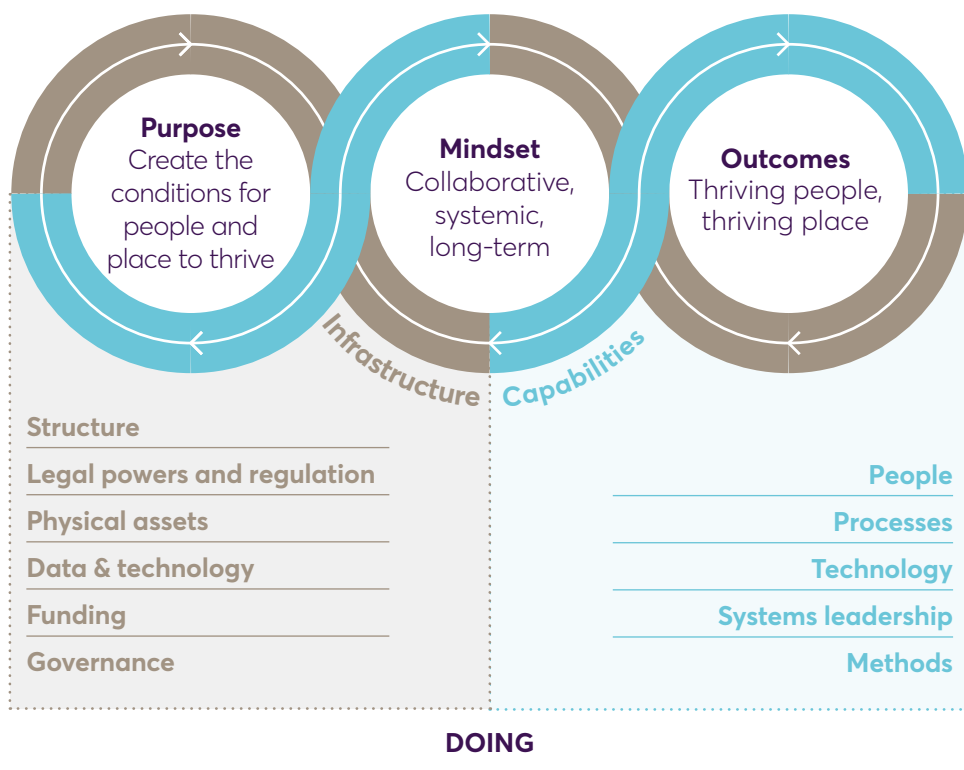 Purpose
Create the
conditions for
people and
place to thrive
Mindset
Collaborative,
systemic,
long-term
Outcomes
Thriving people,
thriving place
Infrastructure
Capabilities
Structure
Legal powers and regulation
Physical assets
Data & technology
Funding
Governance
People
Processes
Technology
Systems leadership
Methods
DOING